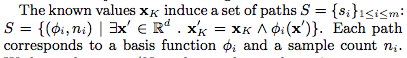 The known values x_K induce a set of paths S = {s_i}_{1≤i≤m}:
S = {(ϕ_i, n_i) | ∃x′ ∈ R^d . x′_K = x_K ∧ ϕ_i(x′)}. Each path
corresponds to a basis function ϕ_i and a sample count n_i.